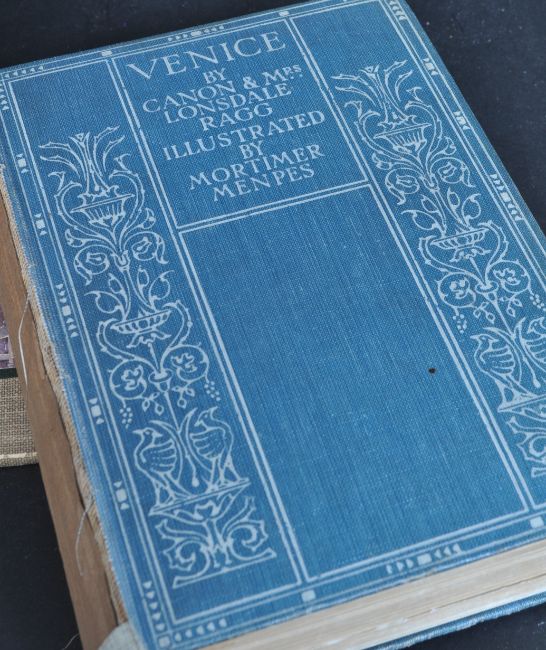 VENICE
BY
CANON & MRS.
LONSDALE
RAGG
ILLUSTRATED
BY
MORTIMER
MENPES